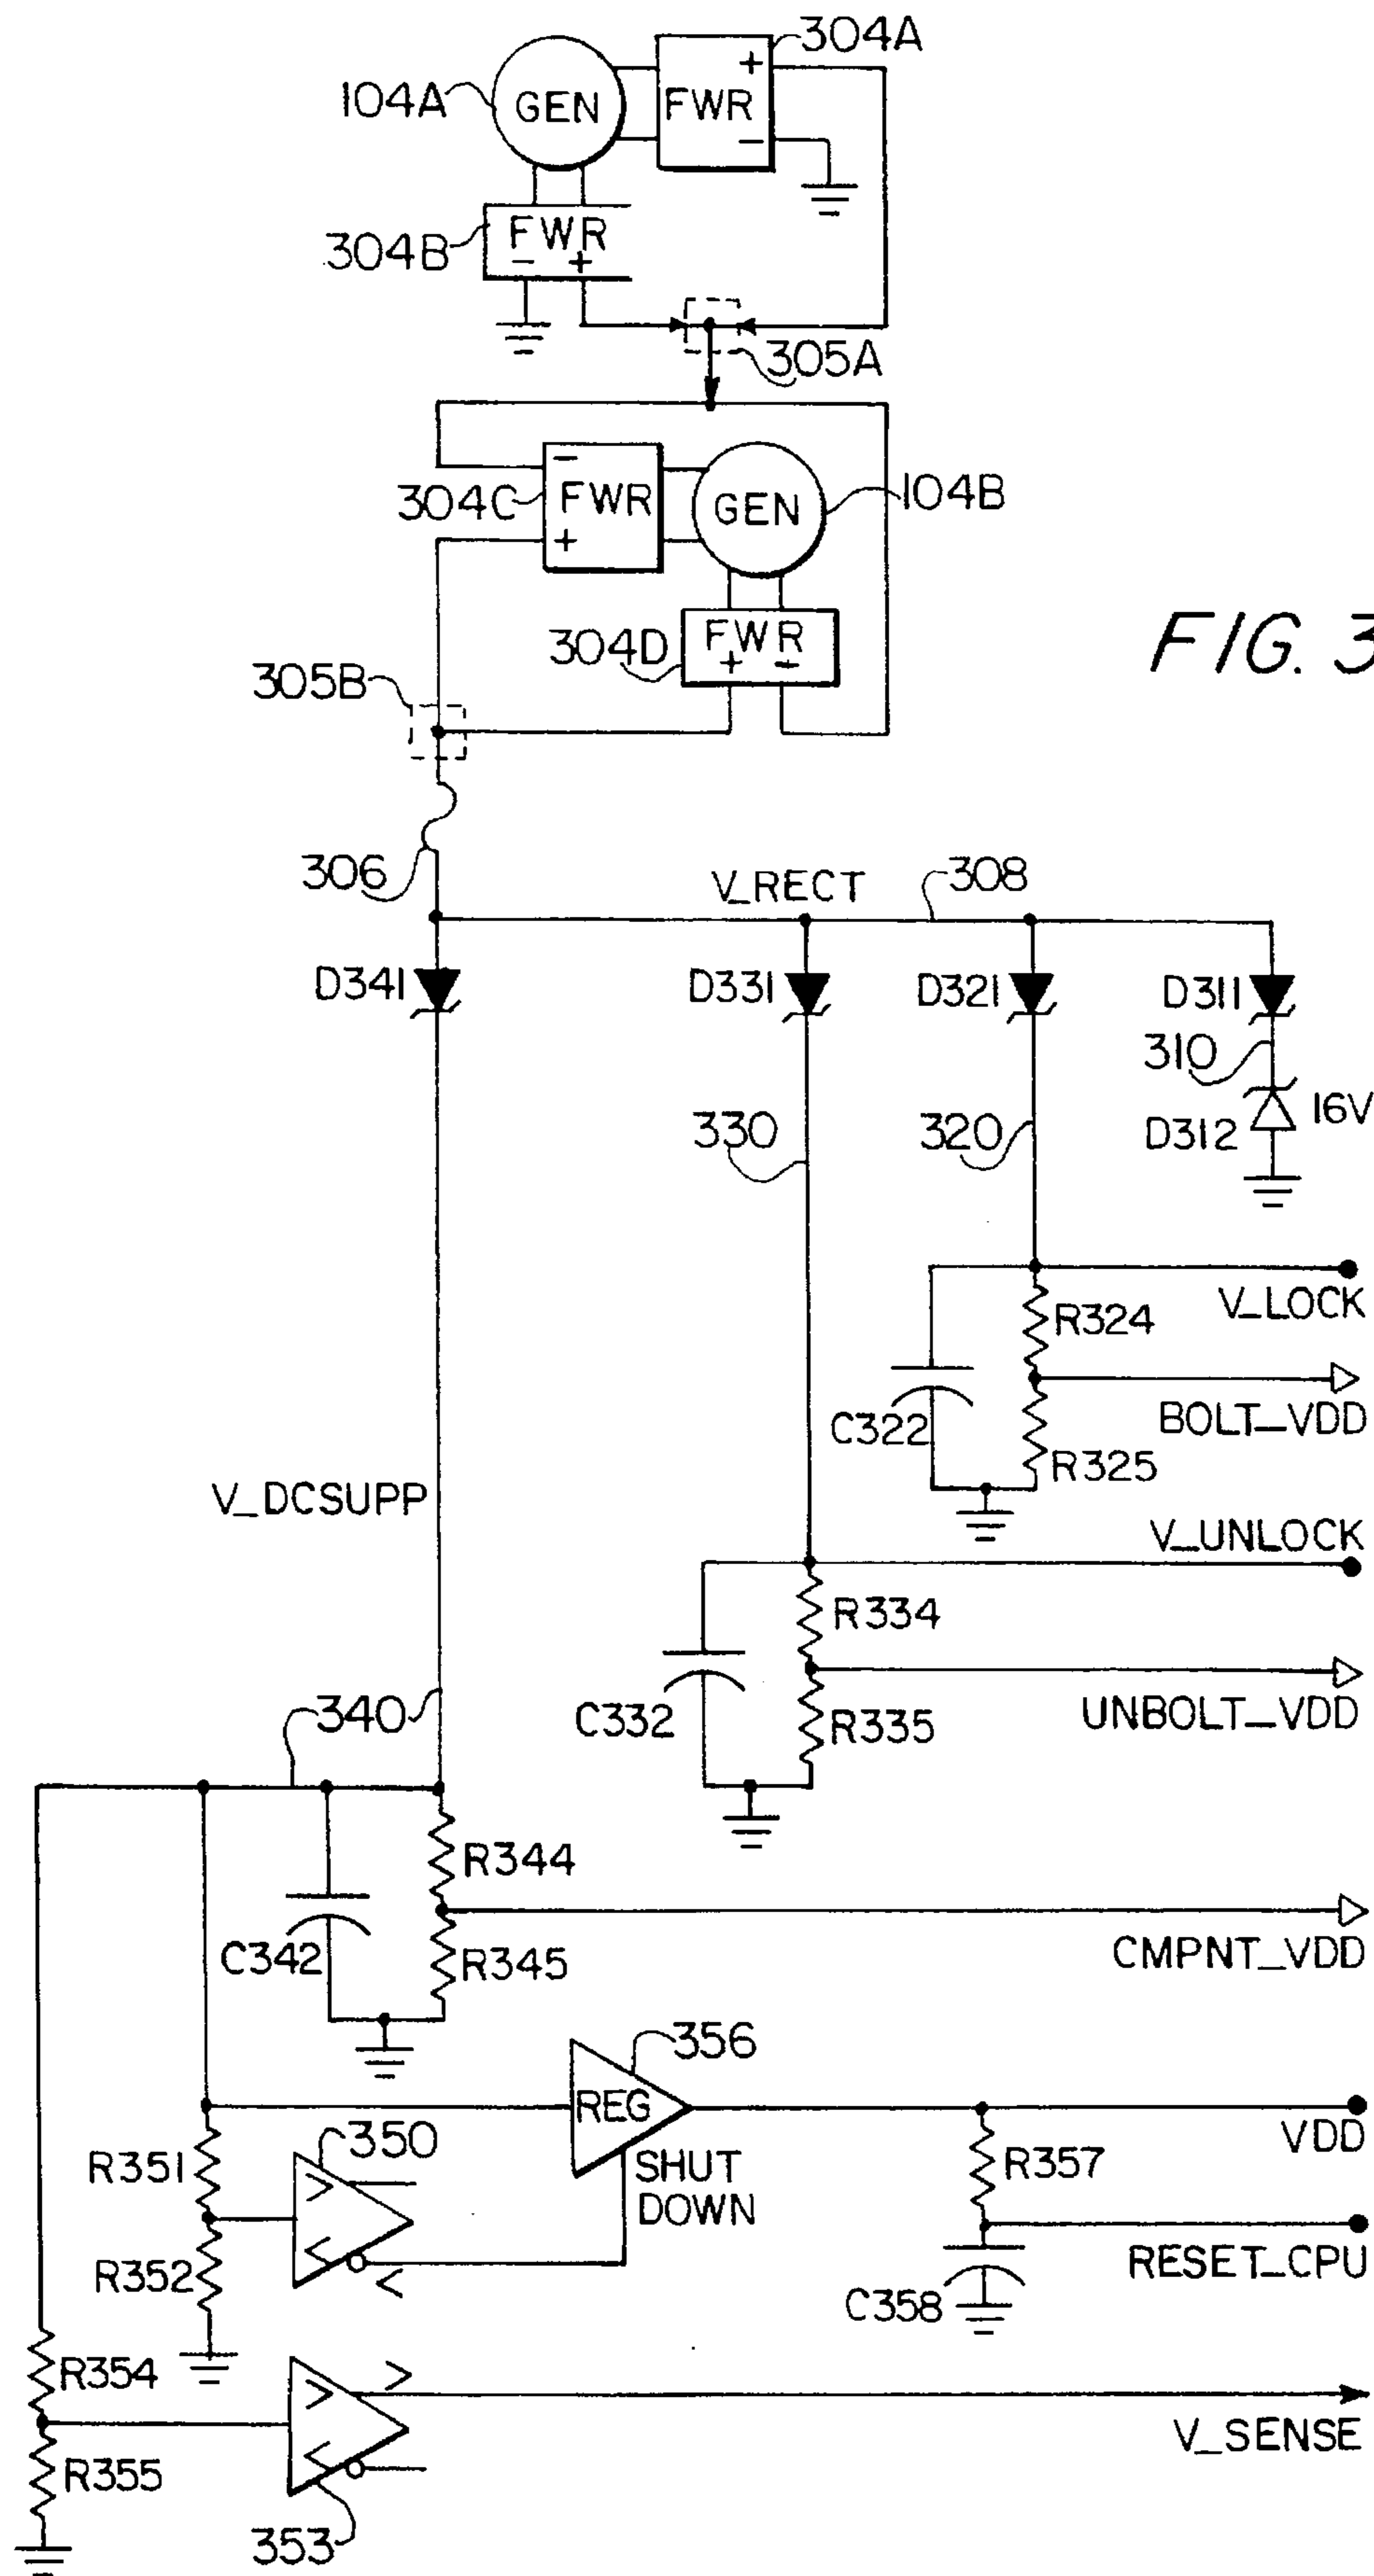 304A
104A
GEN
+
FWR
−
304B
FWR
− +
305A
−
304C
FWR
+
GEN
104B
FWR
+ −
304D
FIG. 3
305B
306
V_RECT
308
D341
D331
D321
D311
310
330
320
D312
16V
V_LOCK
R324
C322
BOLT_VDD
R325
V_DCSUPP
V_UNLOCK
R334
C332
UNBOLT_VDD
R335
340
R344
C342
CMPNT_VDD
R345
356
REG
350
R351
>
SHUT
DOWN
R357
VDD
<
<
R352
RESET_CPU
C358
R354
>
>
V_SENSE
<
R355
353